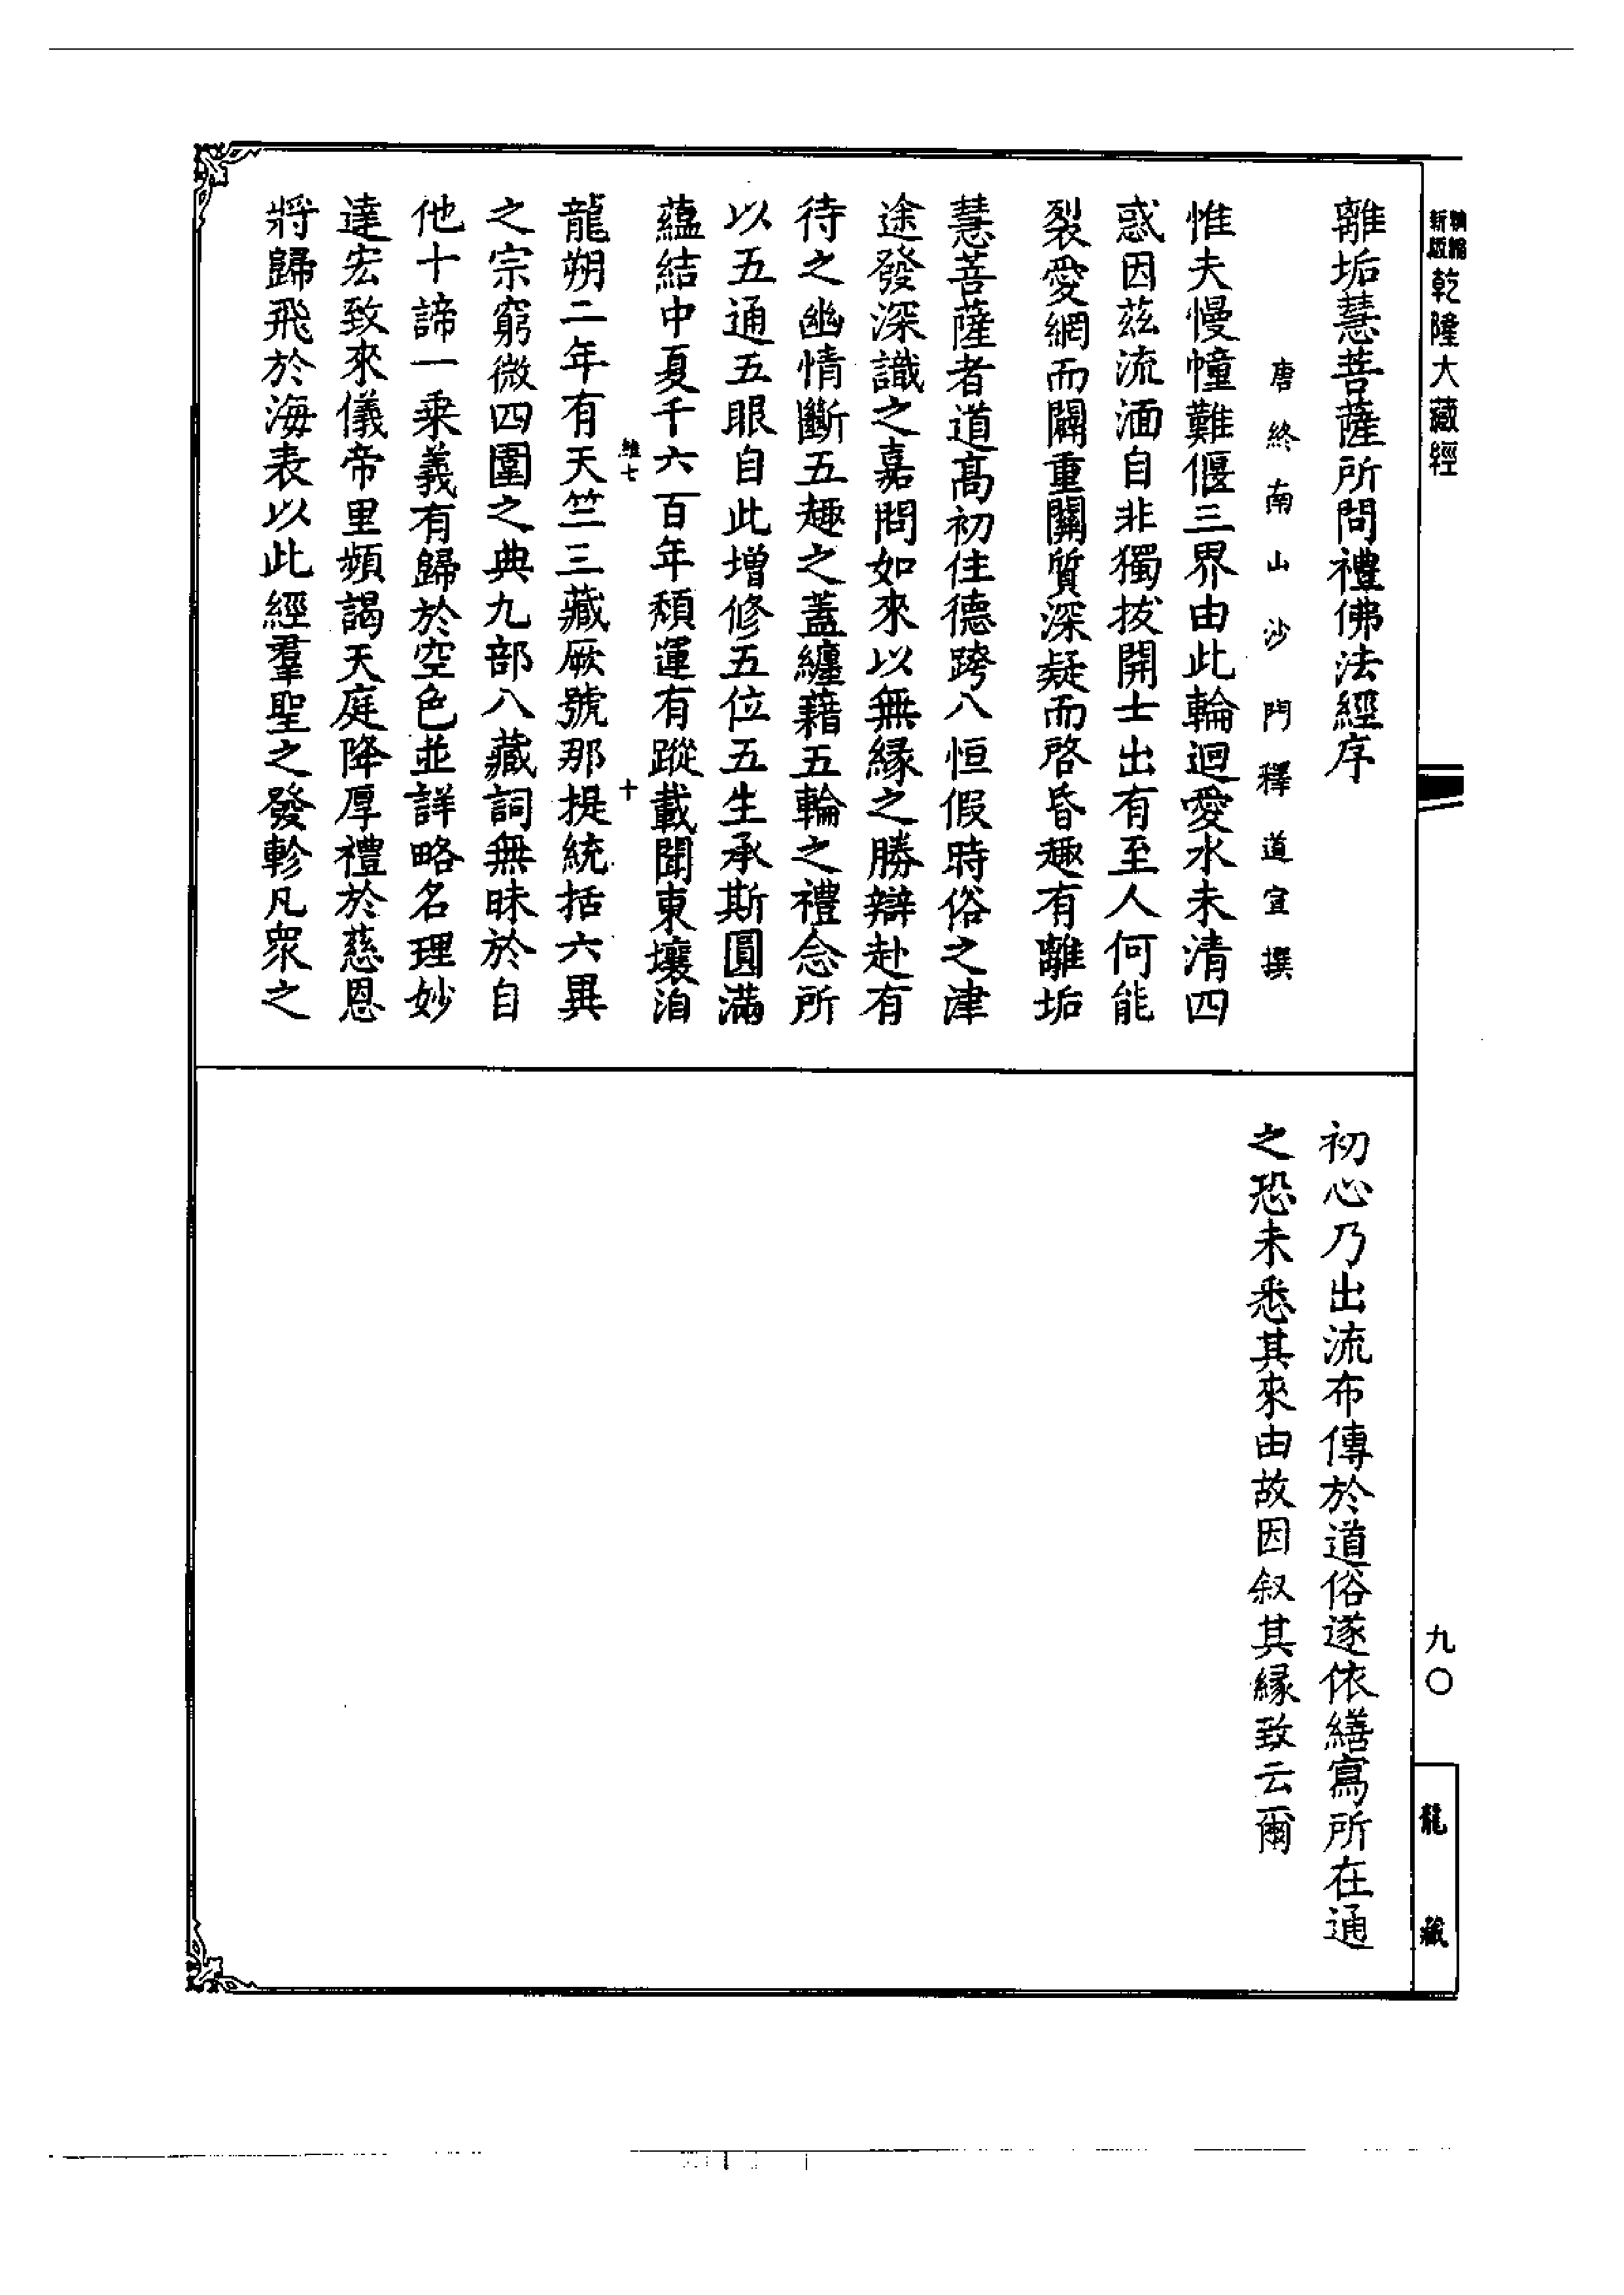 新版 精縮 乾隆大藏經
離垢慧菩薩所問禮佛法經序
唐終南山沙門釋道宣撰
惟夫慢幢難偃三界由此輪迴愛水未清四
惑因茲流湎自非獨拔開士出有至人何能
裂愛網而闢重關質深疑而啓昏趣有離垢
慧菩薩者道高初住德跨八恒假時俗之津
途發深識之嘉問如來以無緣之勝辯赴有
待之幽情斷五趣之蓋纏藉五輪之禮念所
以五通五眼自此增修五位五生承斯圓滿
蘊結中夏千六百年頹運有蹤載聞東壤洎
維七 十
龍朔二年有天竺三藏厥號那提統括六異
之宗窮微四圍之典九部八藏詞無昧於自
他十諦一乘義有歸於空色並詳略名理妙
達宏致來儀帝里頻謁天庭降厚禮於慈恩
將歸飛於海表以此經羣聖之發軫凡衆之
初心乃出流布傳於道俗遂依繕寫所在通
之恐未悉其來由故因叙其緣致云爾
九〇
龍藏